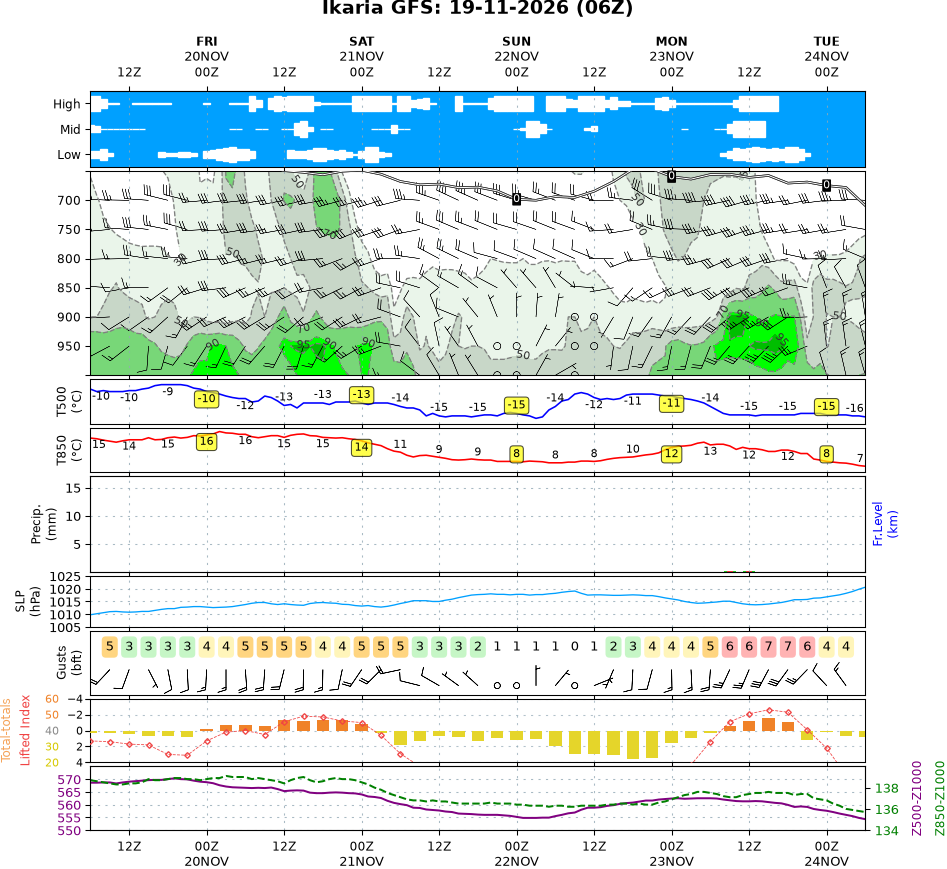 Ikaria GFS: 19-11-2026 (06Z)
FRI SAT SUN MON TUE
20NOV 21NOV 22NOV 23NOV 24NOV
12Z 00Z 12Z 00Z 12Z 00Z 12Z 00Z 12Z 00Z
High
Mid
Low
700
750
800
850
900
950
0 0 0
T500 (°C)
-10 -10 -9 -10 -12 -13 -13 -13 -14 -15 -15 -15 -14 -12 -11 -11 -14 -15 -15 -15 -16
T850 (°C)
15 14 15 16 16 15 15 14 11 9 9 8 8 8 10 12 13 12 12 8 7
Precip. (mm)
15
10
5
Fr.Level (km)
SLP (hPa)
1025
1020
1015
1010
1005
Gusts (bft)
5 3 3 3 3 4 4 5 5 5 5 4 4 5 5 5 3 3 3 2 1 1 1 1 0 1 2 3 4 4 4 5 6 6 7 7 6 4 4
Total-totals
Lifted Index
60 -4
50 -2
40 0
30 2
20 4
570
565
560
555
550
138
136
134
Z500-Z1000
Z850-Z1000
12Z 00Z 12Z 00Z 12Z 00Z 12Z 00Z 12Z 00Z
20NOV 21NOV 22NOV 23NOV 24NOV